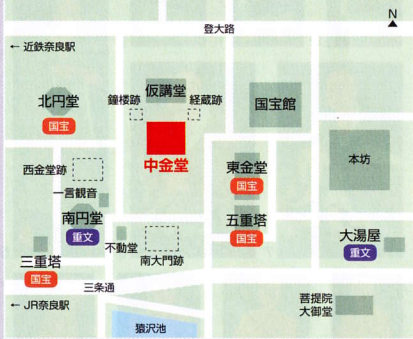 N
登大路
← 近鉄奈良駅
北円堂
国宝
仮講堂
鐘楼跡
経蔵跡
中金堂
国宝館
本坊
西金堂跡
一言観音
南円堂
重文
東金堂
国宝
五重塔
国宝
不動堂
南大門跡
大湯屋
重文
三重塔
国宝
三条通
← JR奈良駅
猿沢池
菩提院
大御堂